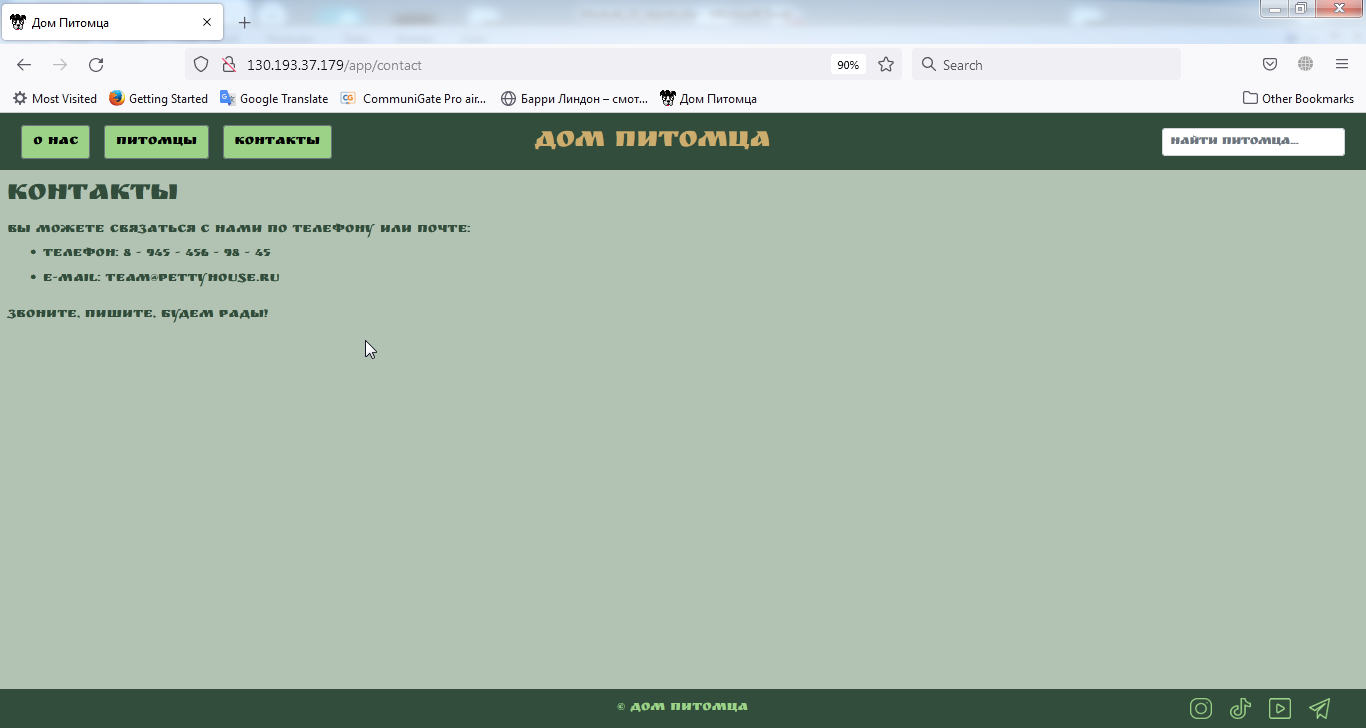 Дом Питомца
130.193.37.179/app/contact
90%
Search
Most Visited
Getting Started
Google Translate
CommuniGate Pro air...
Барри Линдон – смот...
Дом Питомца
Other Bookmarks
О НАС
ПИТОМЦЫ
КОНТАКТЫ
ДОМ ПИТОМЦА
НАЙТИ ПИТОМЦА...
КОНТАКТЫ
ВЫ МОЖЕТЕ СВЯЗАТЬСЯ С НАМИ ПО ТЕЛЕФОНУ ИЛИ ПОЧТЕ:
• ТЕЛЕФОН: 8 - 945 - 456 - 98 - 45
• E-MAIL: TEAM@PETTYHOUSE.RU
ЗВОНИТЕ, ПИШИТЕ, БУДЕМ РАДЫ!
© ДОМ ПИТОМЦА